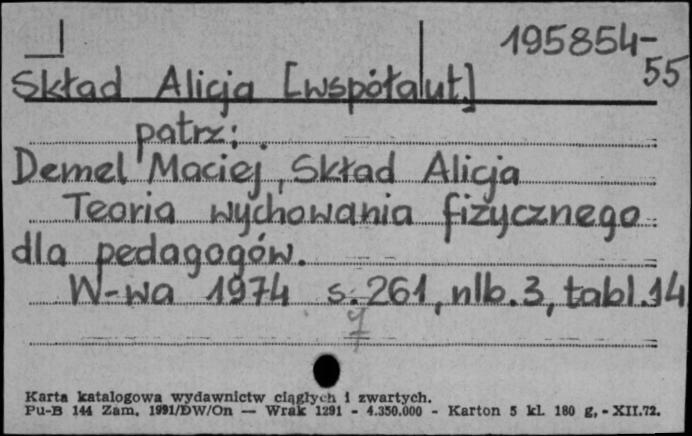 195854-
55
Skład Alicja [współaut.]
patrz:
Demel Maciej, Skład Alicja
Teoria wychowania fizycznego
dla pedagogów.
W-wa 1974 s. 261, nlb. 3, tabl. 14
Karta katalogowa wydawnictw ciągłych i zwartych.
Pu-B 144 Zam. 1991/DW/On — Wrak 1291 - 4.350.000 - Karton 5 kl. 180 g, - XII.72.